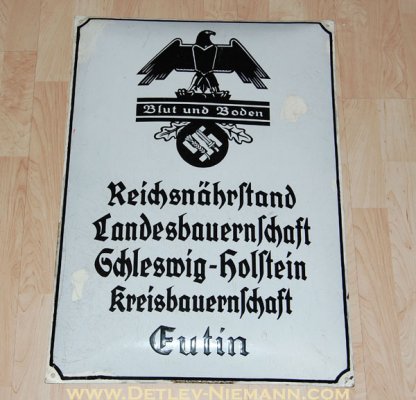 Blut und Boden
Reichsnährstand
Landesbauernschaft
Schleswig-Holstein
Kreisbauernschaft
Eutin
www.Detlev-Niemann.com